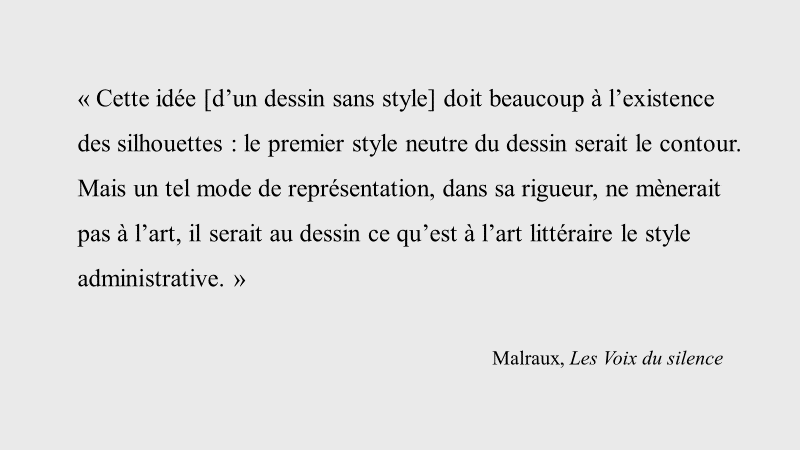 « Cette idée [d’un dessin sans style] doit beaucoup à l’existence
des silhouettes : le premier style neutre du dessin serait le contour.
Mais un tel mode de représentation, dans sa rigueur, ne mènerait
pas à l’art, il serait au dessin ce qu’est à l’art littéraire le style
administrative. »
Malraux, Les Voix du silence